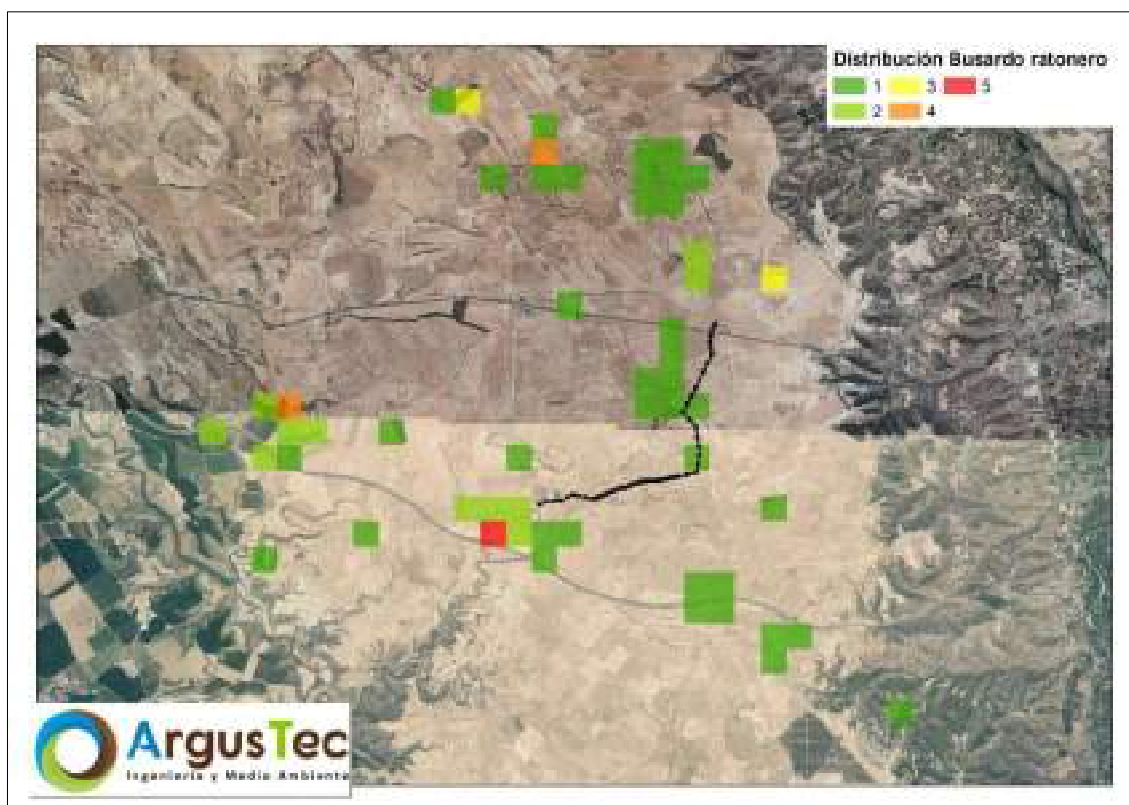 Distribución Busardo ratonero
1 3 5
2 4
ArgusTec
Ingeniería y Medio Ambiente